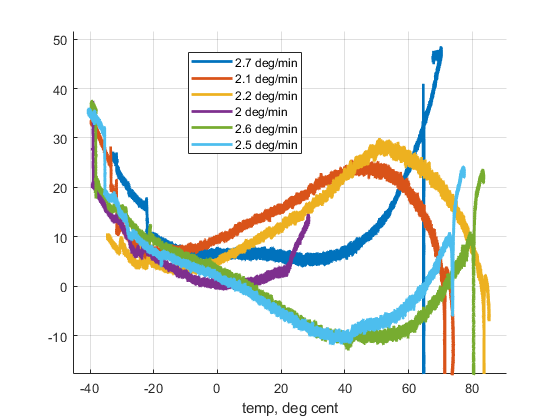 50
40
30
20
10
0
-10
2.7 deg/min
2.1 deg/min
2.2 deg/min
2 deg/min
2.6 deg/min
2.5 deg/min
-40 -20 0 20 40 60 80
temp, deg cent